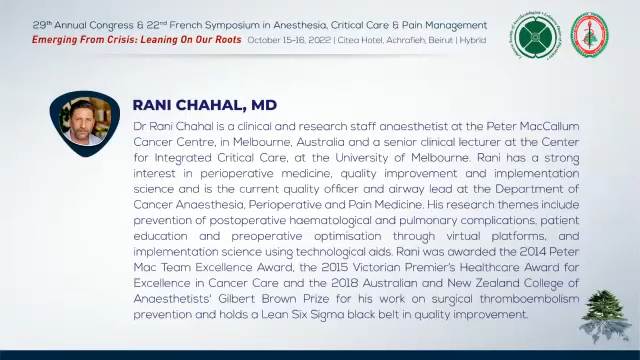 29th Annual Congress & 22nd French Symposium in Anesthesia, Critical Care & Pain Management
Emerging From Crisis: Leaning On Our Roots October 15-16, 2022 | Citea Hotel, Achrafieh, Beirut | Hybrid
RANI CHAHAL, MD
Dr Rani Chahal is a clinical and research staff anaesthetist at the Peter MacCallum
Cancer Centre, in Melbourne, Australia and a senior clinical lecturer at the Center
for Integrated Critical Care, at the University of Melbourne. Rani has a strong
interest in perioperative medicine, quality improvement and implementation
science and is the current quality officer and airway lead at the Department of
Cancer Anaesthesia, Perioperative and Pain Medicine. His research themes include
prevention of postoperative haematological and pulmonary complications, patient
education and preoperative optimisation through virtual platforms, and
implementation science using technological aids. Rani was awarded the 2014 Peter
Mac Team Excellence Award, the 2015 Victorian Premier's Healthcare Award for
Excellence in Cancer Care and the 2018 Australian and New Zealand College of
Anaesthetists' Gilbert Brown Prize for his work on surgical thromboembolism
prevention and holds a Lean Six Sigma black belt in quality improvement.